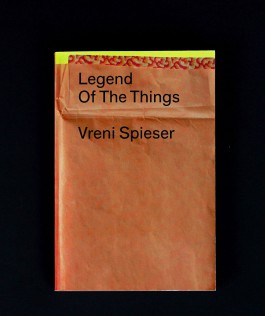 Legend
Of The Things
Vreni Spieser